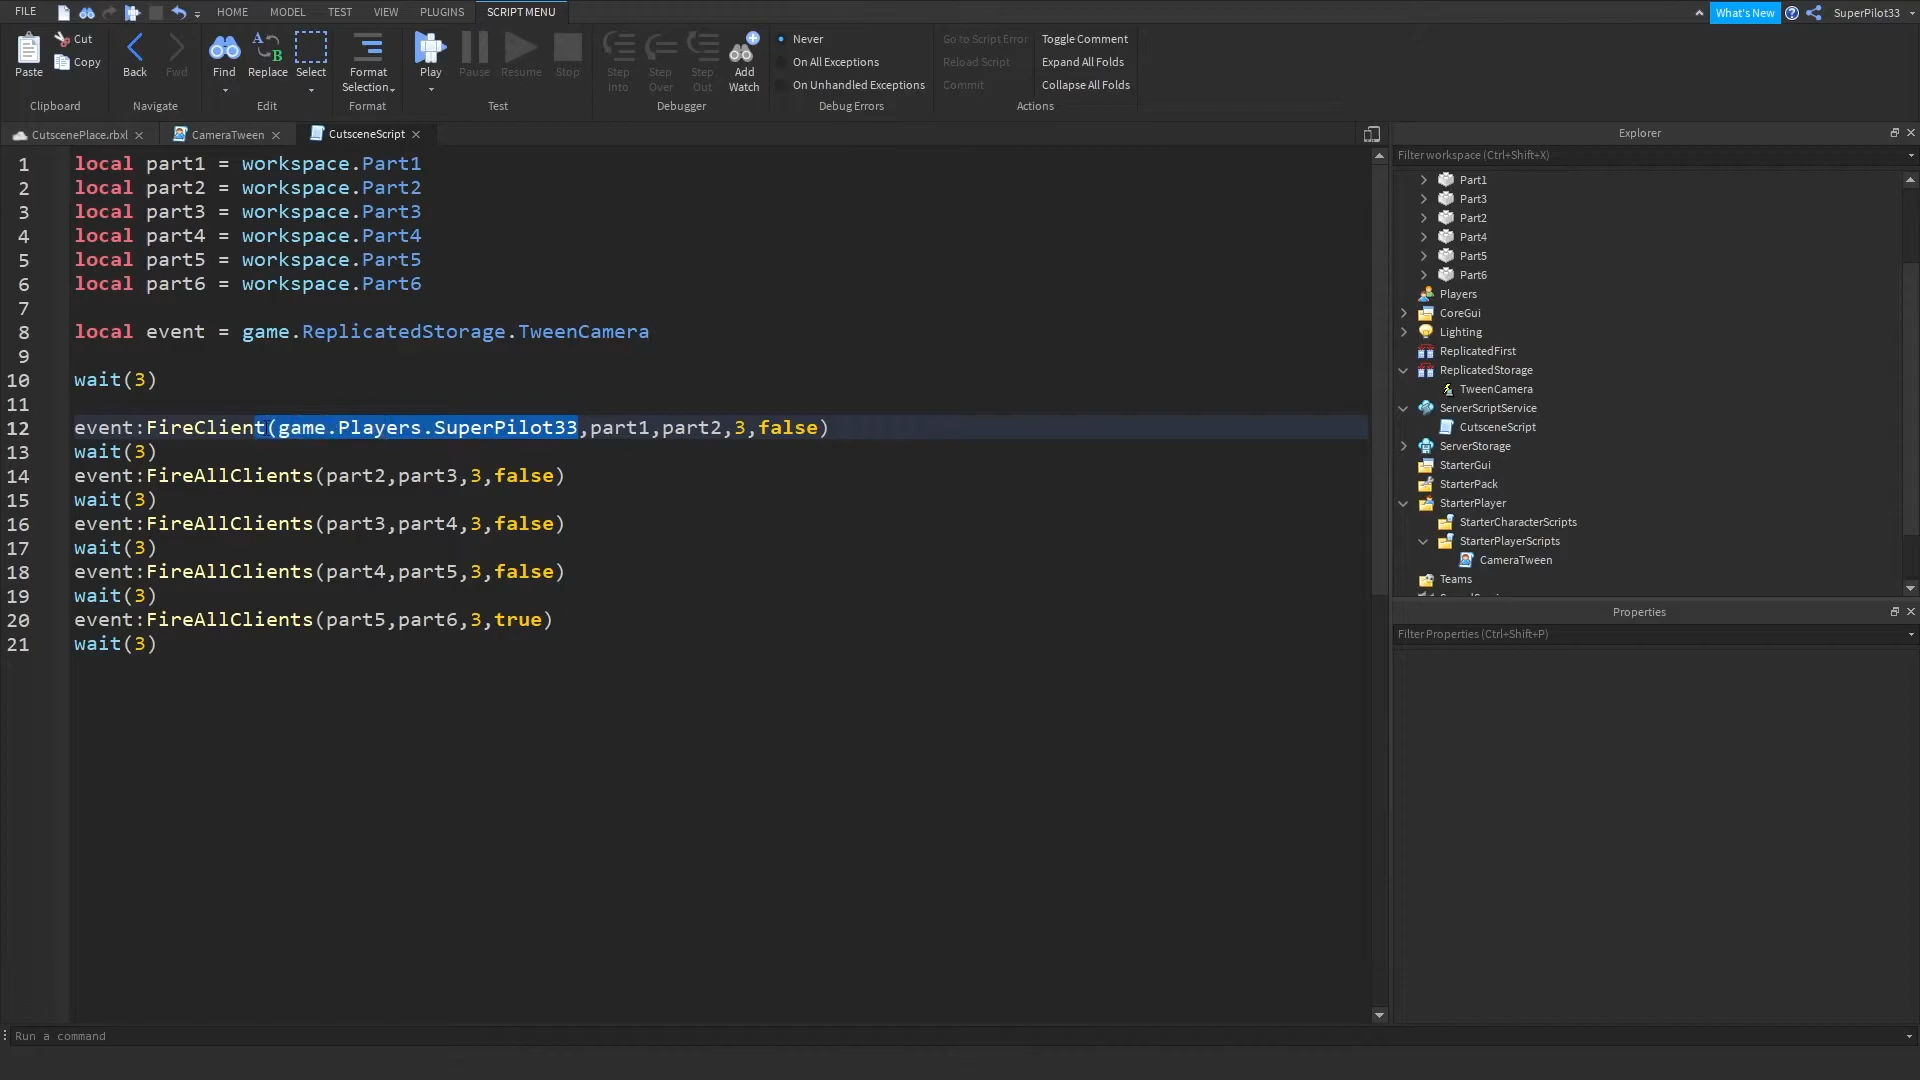 FILE HOME MODEL TEST VIEW PLUGINS SCRIPT MENU What's New SuperPilot33
Paste Cut Copy Clipboard
Back Fwd Navigate
Find Replace Select Edit
Format Selection Format
Play Pause Resume Stop Test
Step Into Step Over Step Out Add Watch Debugger
Never
On All Exceptions
On Unhandled Exceptions
Debug Errors
Go to Script Error Toggle Comment
Reload Script Expand All Folds
Commit Collapse All Folds
Actions
CutscenePlace.rbxl CameraTween CutsceneScript
1 local part1 = workspace.Part1
2 local part2 = workspace.Part2
3 local part3 = workspace.Part3
4 local part4 = workspace.Part4
5 local part5 = workspace.Part5
6 local part6 = workspace.Part6
7
8 local event = game.ReplicatedStorage.TweenCamera
9
10 wait(3)
11
12 event:FireClient(game.Players.SuperPilot33,part1,part2,3,false)
13 wait(3)
14 event:FireAllClients(part2,part3,3,false)
15 wait(3)
16 event:FireAllClients(part3,part4,3,false)
17 wait(3)
18 event:FireAllClients(part4,part5,3,false)
19 wait(3)
20 event:FireAllClients(part5,part6,3,true)
21 wait(3)
Explorer
Filter workspace (Ctrl+Shift+X)
Part1
Part3
Part2
Part4
Part5
Part6
Players
CoreGui
Lighting
ReplicatedFirst
ReplicatedStorage
TweenCamera
ServerScriptService
CutsceneScript
ServerStorage
StarterGui
StarterPack
StarterPlayer
StarterCharacterScripts
StarterPlayerScripts
CameraTween
Teams
Properties
Filter Properties (Ctrl+Shift+P)
Run a command